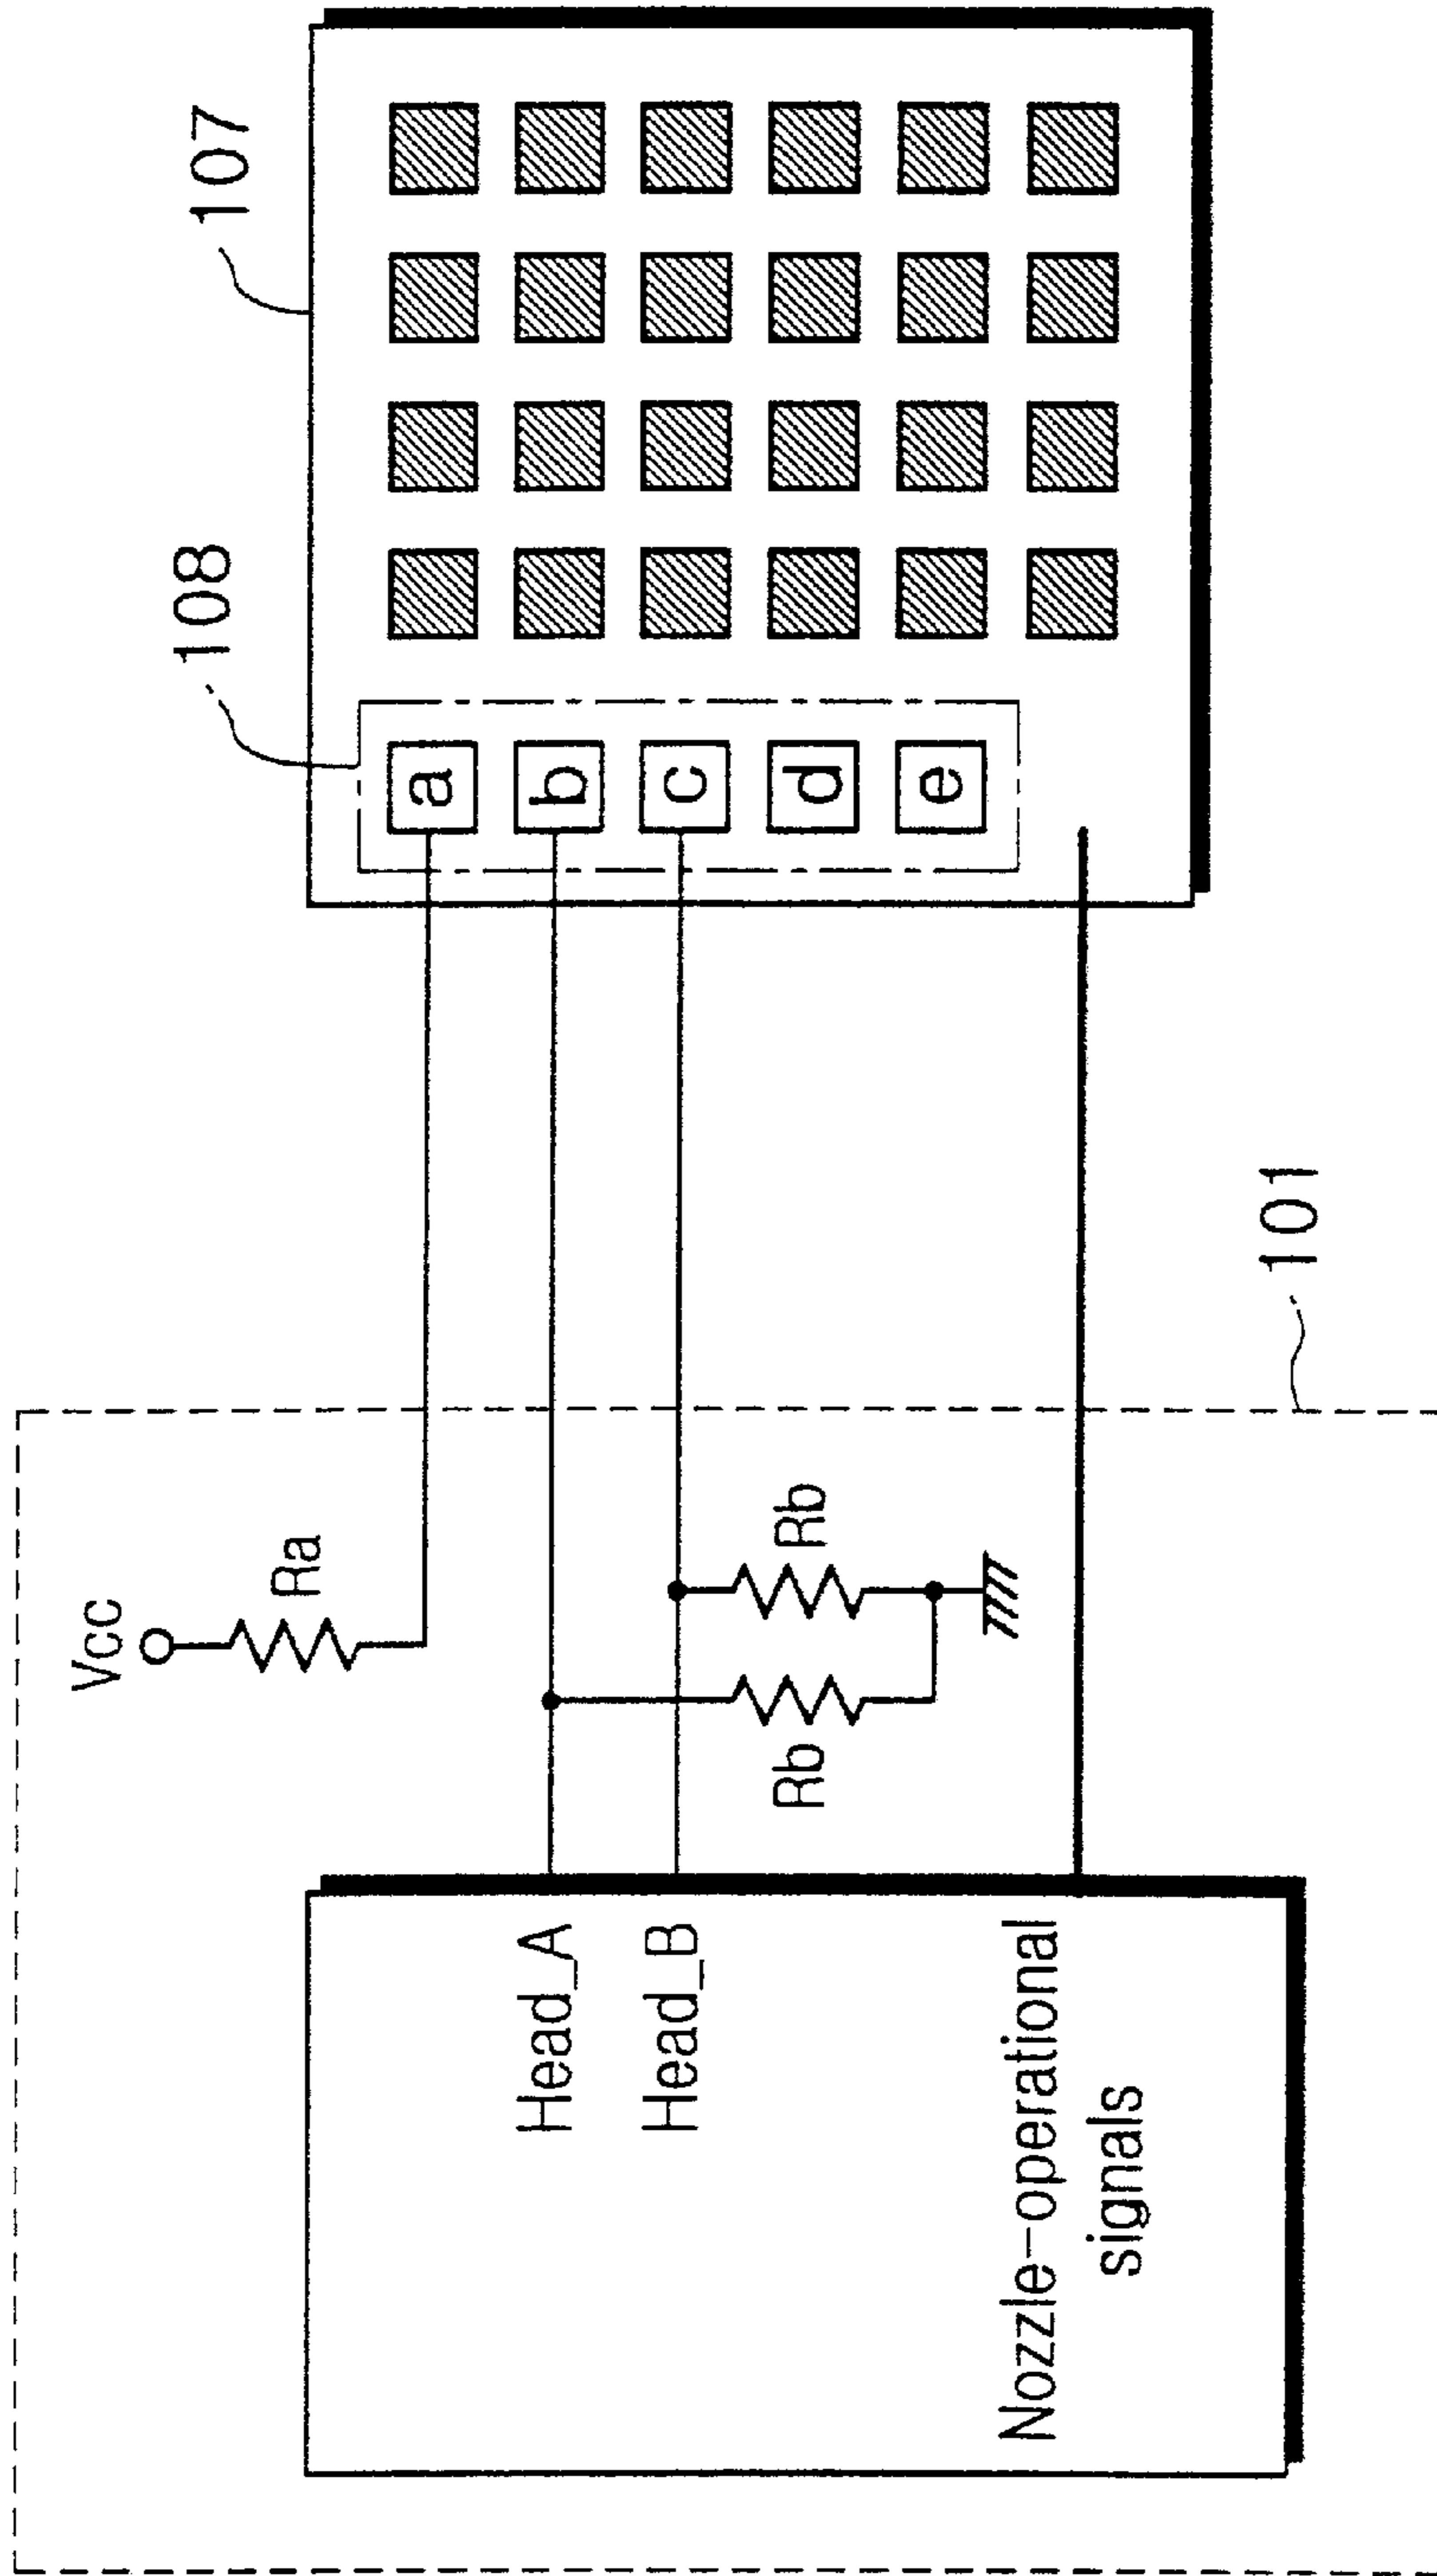 107
108
a
b
c
d
e
101
Vcc
Ra
Rb
Rb
Head_A
Head_B
Nozzle-operational
signals